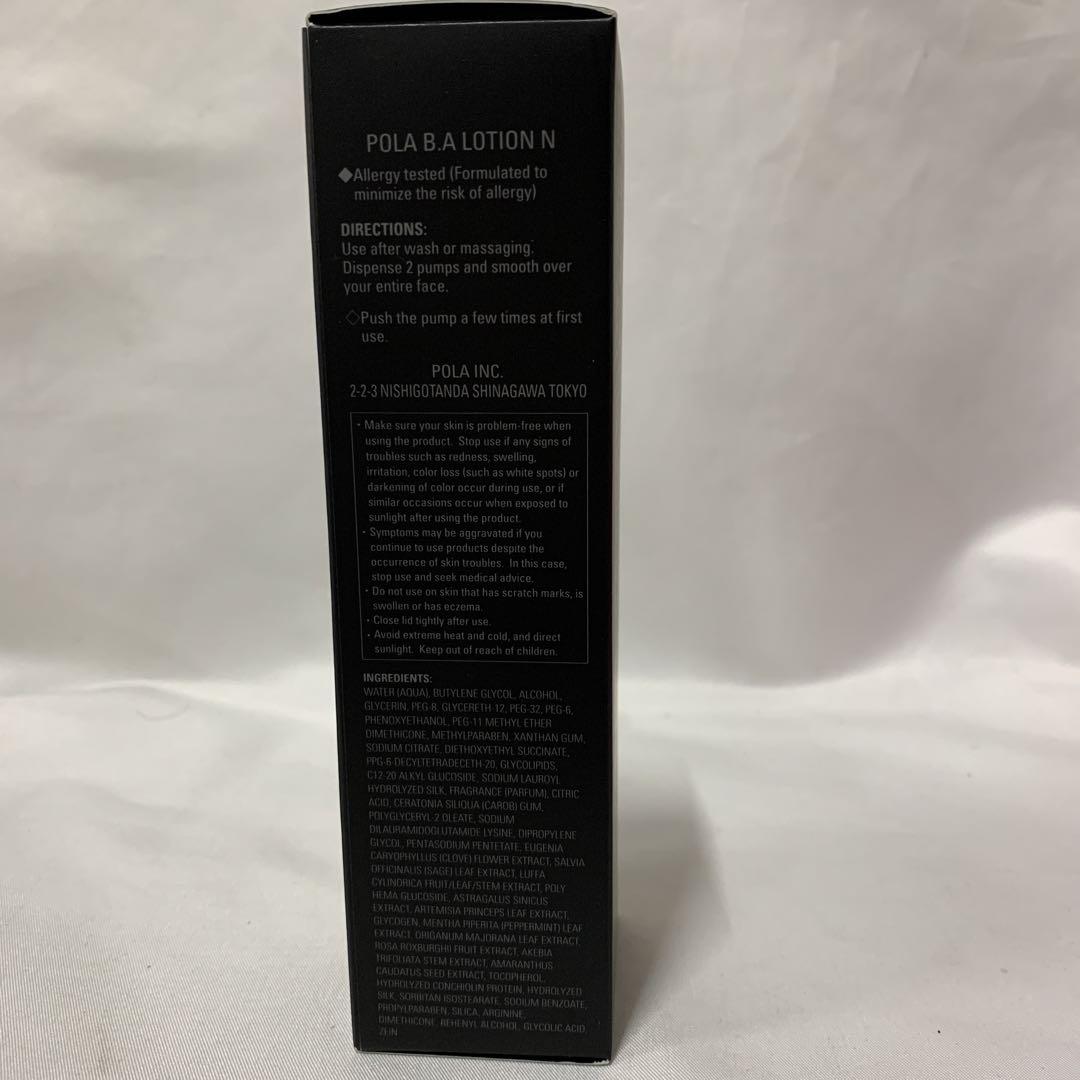 POLA B.A LOTION N
◆Allergy tested (Formulated to
minimize the risk of allergy)
DIRECTIONS:
Use after wash or massaging.
Dispense 2 pumps and smooth over
your entire face.
◇Push the pump a few times at first
use.
POLA INC.
2-2-3 NISHIGOTANDA SHINAGAWA TOKYO
• Make sure your skin is problem-free when
using the product. Stop use if any signs of
troubles such as redness, swelling,
irritation, color loss (such as white spots) or
darkening of color occur during use, or if
similar occasions occur when exposed to
sunlight after using the product.
• Symptoms may be aggravated if you
continue to use products despite the
occurrence of skin troubles. In this case,
stop use and seek medical advice.
• Do not use on skin that has scratch marks, is
swollen or has eczema.
• Close lid tightly after use.
• Avoid extreme heat and cold, and direct
sunlight. Keep out of reach of children.
INGREDIENTS:
WATER (AQUA), BUTYLENE GLYCOL, ALCOHOL,
GLYCERIN, PEG-8, GLYCERETH-12, PEG-32, PEG-6,
PHENOXYETHANOL, PEG-11 METHYL ETHER
DIMETHICONE, METHYLPARABEN, XANTHAN GUM,
SODIUM CITRATE, DIETHOXYETHYL SUCCINATE,
PPG-6-DECYLTETRADECETH-20, GLYCOLIPIDS,
C12-20 ALKYL GLUCOSIDE, SODIUM LAUROYL
HYDROLYZED SILK, FRAGRANCE (PARFUM), CITRIC
ACID, CERATONIA SILIQUA (CAROB) GUM,
POLYGLYCERYL-2 OLEATE, SODIUM
DILAURAMIDOGLUTAMIDE LYSINE, DIPROPYLENE
GLYCOL, PENTASODIUM PENTETATE, EUGENIA
CARYOPHYLLUS (CLOVE) FLOWER EXTRACT, SALVIA
OFFICINALIS (SAGE) LEAF EXTRACT, LUFFA
CYLINDRICA FRUIT/LEAF/STEM EXTRACT, POLY
HEMA GLUCOSIDE, ASTRAGALUS SINICUS
EXTRACT, ARTEMISIA PRINCEPS LEAF EXTRACT,
GLYCOGEN, MENTHA PIPERITA (PEPPERMINT) LEAF
EXTRACT, ORIGANUM MAJORANA LEAF EXTRACT,
ROSA ROXBURGHII FRUIT EXTRACT, AKEBIA
TRIFOLIATA STEM EXTRACT, AMARANTHUS
CAUDATUS SEED EXTRACT, TOCOPHEROL,
HYDROLYZED CONCHIOLIN PROTEIN, HYDROLYZED
SILK, SORBITAN ISOSTEARATE, SODIUM BENZOATE,
PROPYLPARABEN, SILICA, ARGININE,
DIMETHICONE, BEHENYL ALCOHOL, GLYCOLIC ACID,
ZEIN